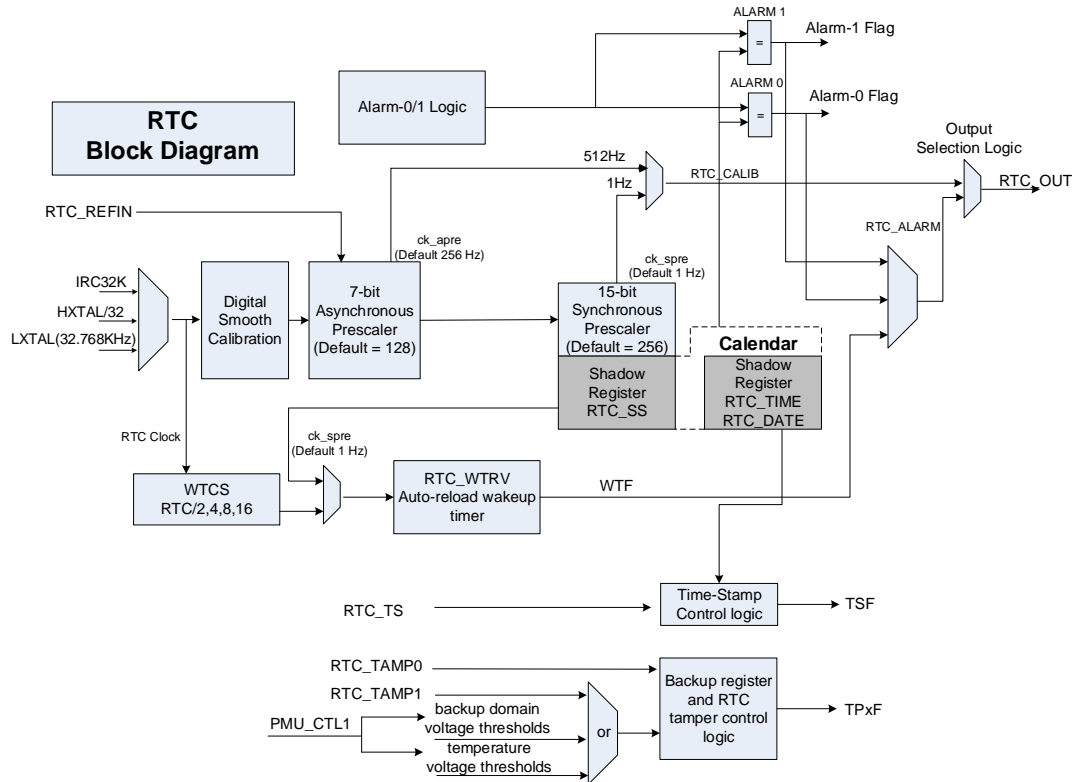 ALARM 1
Alarm-1 Flag
=
Alarm-0/1 Logic
ALARM 0
Alarm-0 Flag
=
RTC
Block Diagram
Output
Selection Logic
512Hz
1Hz
RTC_CALIB
RTC_OUT
RTC_REFIN
RTC_ALARM
ck_apre
(Default 256 Hz)
ck_spre
(Default 1 Hz)
IRC32K
HXTAL/32
LXTAL(32.768KHz)
Digital
Smooth
Calibration
7-bit
Asynchronous
Prescaler
(Default = 128)
15-bit
Synchronous
Prescaler
(Default = 256)
Calendar
Shadow
Register
RTC_SS
Shadow
Register
RTC_TIME
RTC_DATE
RTC Clock
ck_spre
(Default 1 Hz)
WTCS
RTC/2,4,8,16
RTC_WTRV
Auto-reload wakeup
timer
WTF
RTC_TS
Time-Stamp
Control logic
TSF
RTC_TAMP0
RTC_TAMP1
PMU_CTL1
backup domain
voltage thresholds
temperature
voltage thresholds
or
Backup register
and RTC
tamper control
logic
TPxF